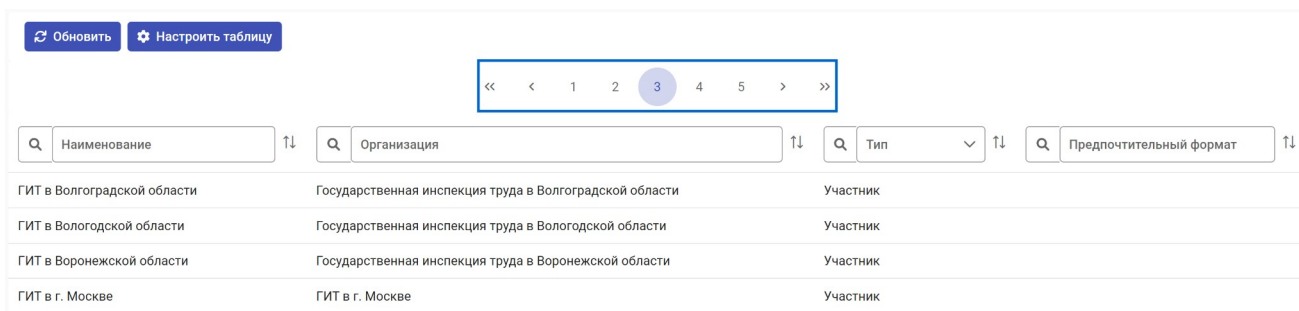 Обновить Настроить таблицу
« < 1 2 3 4 5 > »
Наименование Организация Тип Предпочтительный формат
ГИТ в Волгоградской области Государственная инспекция труда в Волгоградской области Участник
ГИТ в Вологодской области Государственная инспекция труда в Вологодской области Участник
ГИТ в Воронежской области Государственная инспекция труда в Воронежской области Участник
ГИТ в г. Москве ГИТ в г. Москве Участник